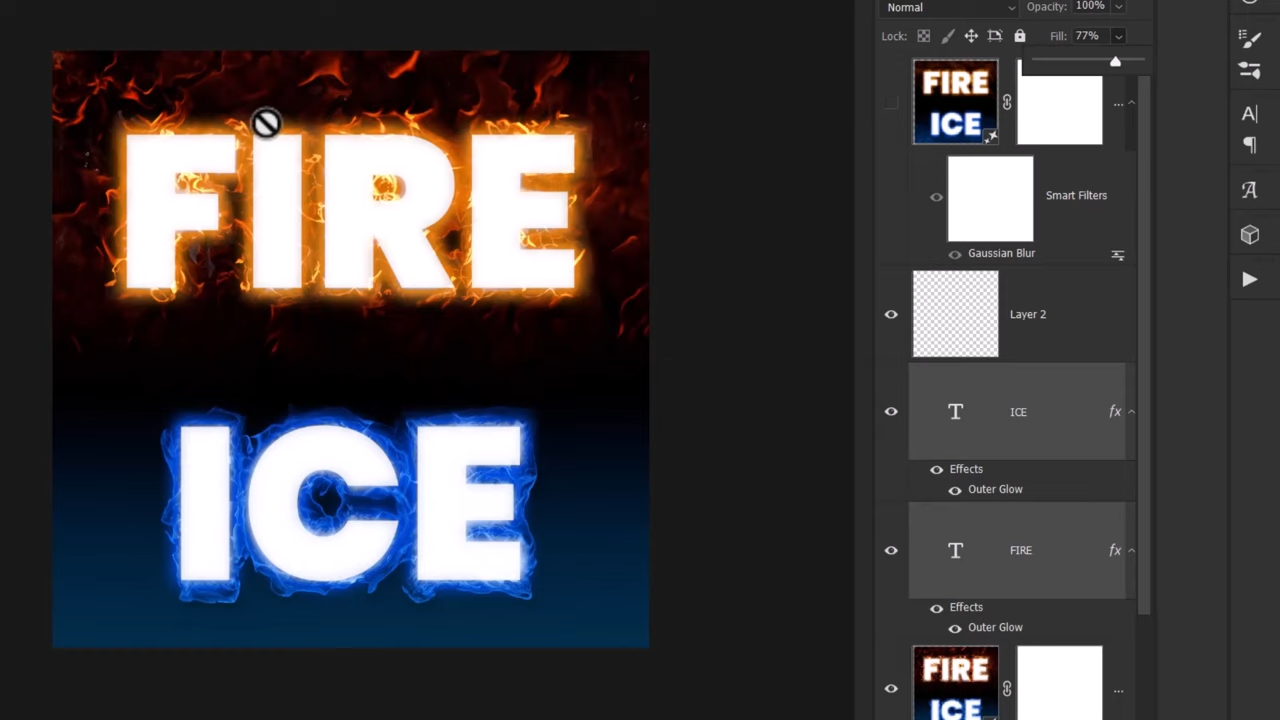 Normal
Opacity: 100%
Lock:
Fill: 77%
FIRE
ICE
FIRE
ICE
Smart Filters
Gaussian Blur
Layer 2
T ICE fx
Effects
Outer Glow
T FIRE fx
Effects
Outer Glow
FIRE
ICE